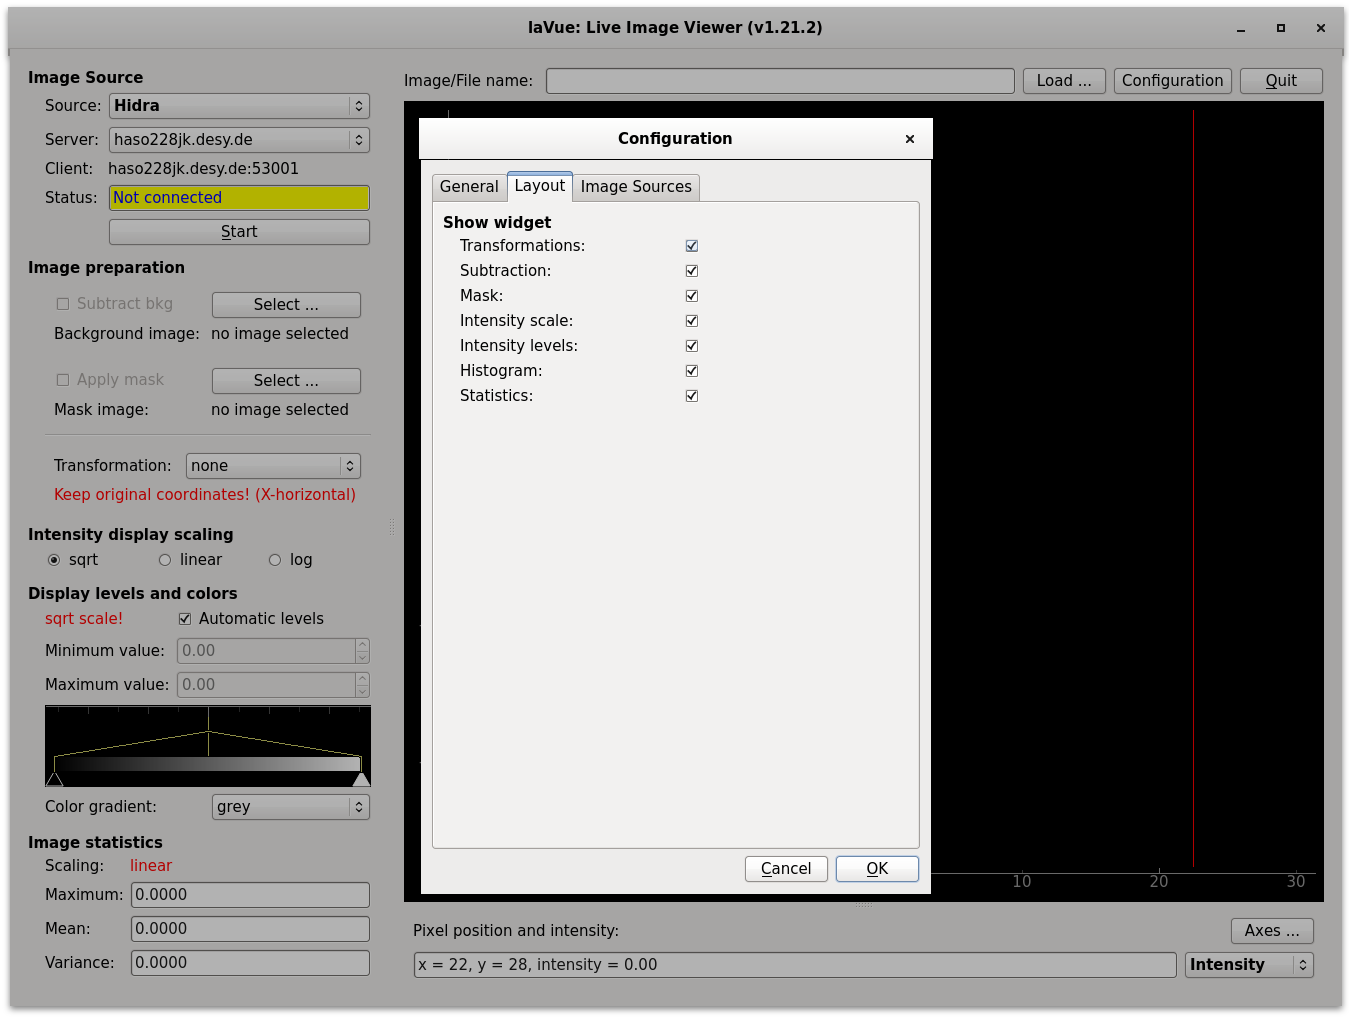 laVue: Live Image Viewer (v1.21.2)
Image Source
Source: Hidra
Server: haso228jk.desy.de
Client: haso228jk.desy.de:53001
Status: Not connected
Start
Image preparation
Subtract bkg Select ...
Background image: no image selected
Apply mask Select ...
Mask image: no image selected
Transformation: none
Keep original coordinates! (X-horizontal)
Intensity display scaling
sqrt linear log
Display levels and colors
sqrt scale! Automatic levels
Minimum value: 0.00
Maximum value: 0.00
Color gradient: grey
Image statistics
Scaling: linear
Maximum: 0.0000
Mean: 0.0000
Variance: 0.0000
Image/File name: Load ... Configuration Quit
Configuration
General Layout Image Sources
Show widget
Transformations:
Subtraction:
Mask:
Intensity scale:
Intensity levels:
Histogram:
Statistics:
Cancel OK
10 20 30
Pixel position and intensity: Axes ...
x = 22, y = 28, intensity = 0.00 Intensity